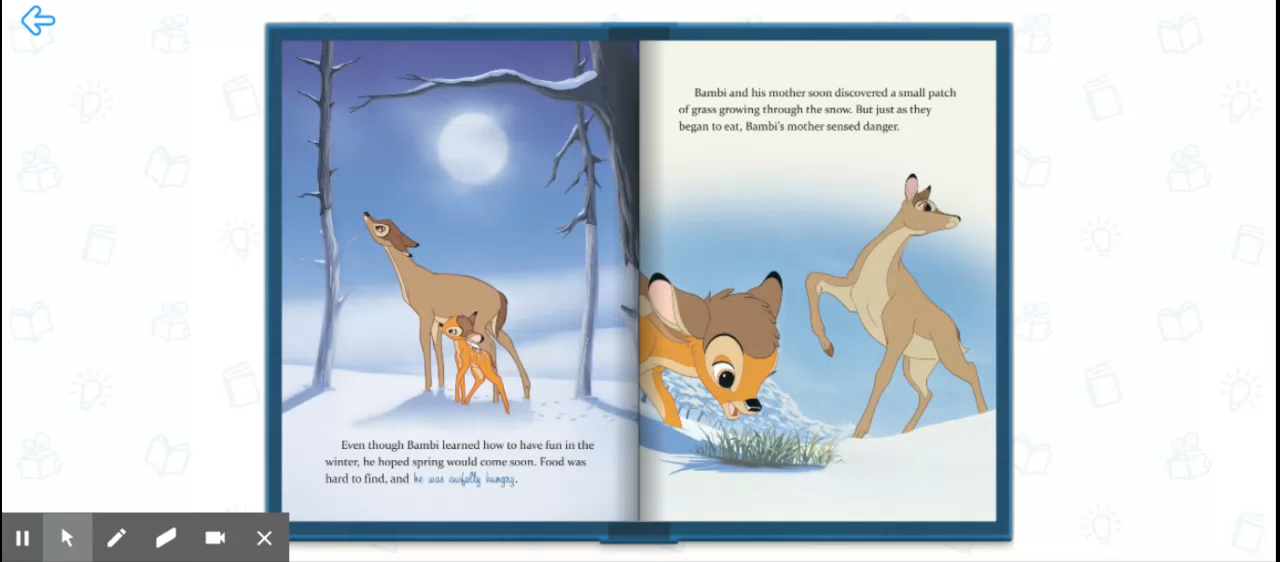 Even though Bambi learned how to have fun in the
winter, he hoped spring would come soon. Food was
hard to find, and he was awfully hungry.
Bambi and his mother soon discovered a small patch
of grass growing through the snow. But just as they
began to eat, Bambi's mother sensed danger.